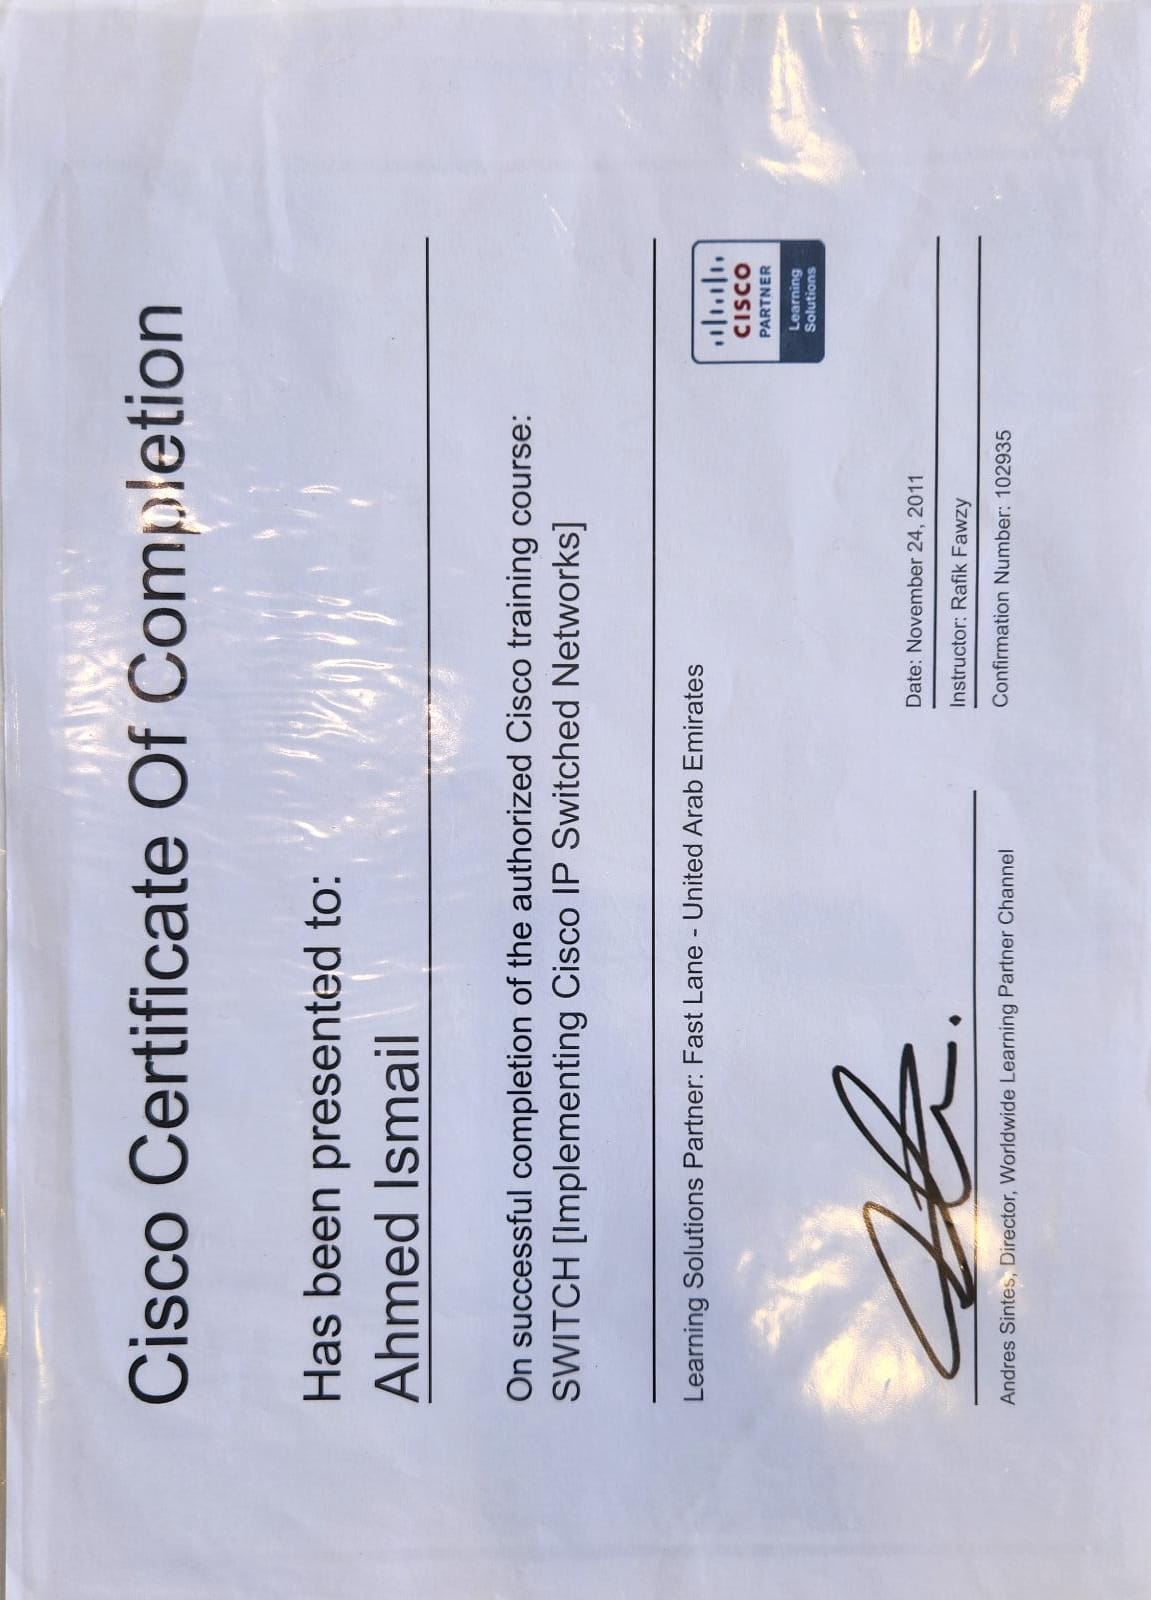 Cisco Certificate Of Completion
Has been presented to:
Ahmed Ismail
On successful completion of the authorized Cisco training course:
SWITCH [Implementing Cisco IP Switched Networks]
Learning Solutions Partner: Fast Lane - United Arab Emirates
CISCO
PARTNER
Learning
Solutions
Andres Sintes, Director, Worldwide Learning Partner Channel
Date: November 24, 2011
Instructor: Rafik Fawzy
Confirmation Number: 102935